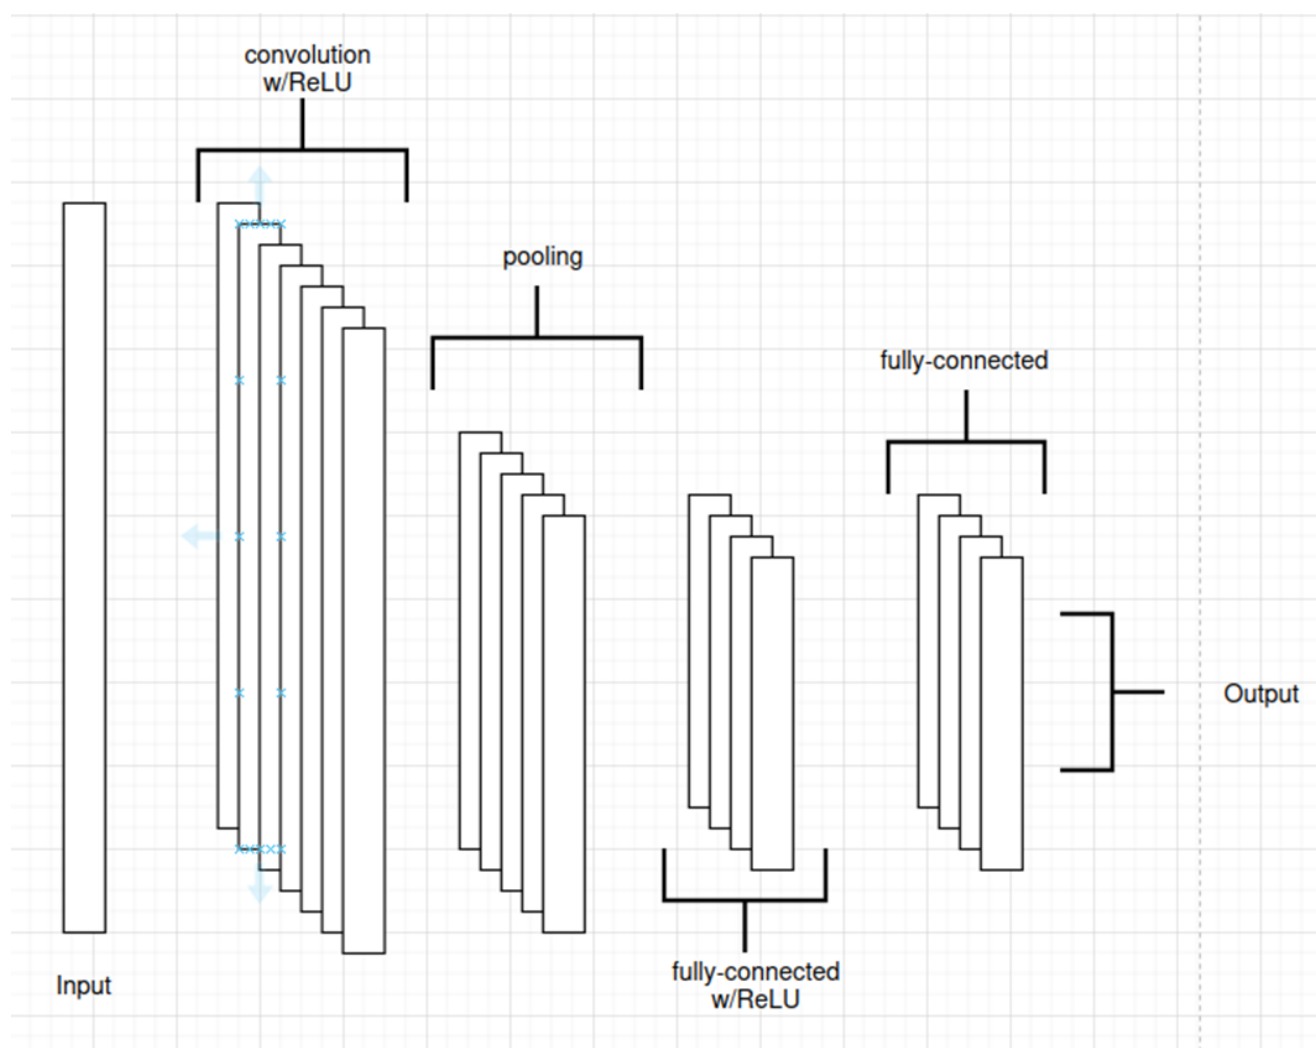 convolution
w/ReLU
pooling
fully-connected
Output
fully-connected
w/ReLU
Input